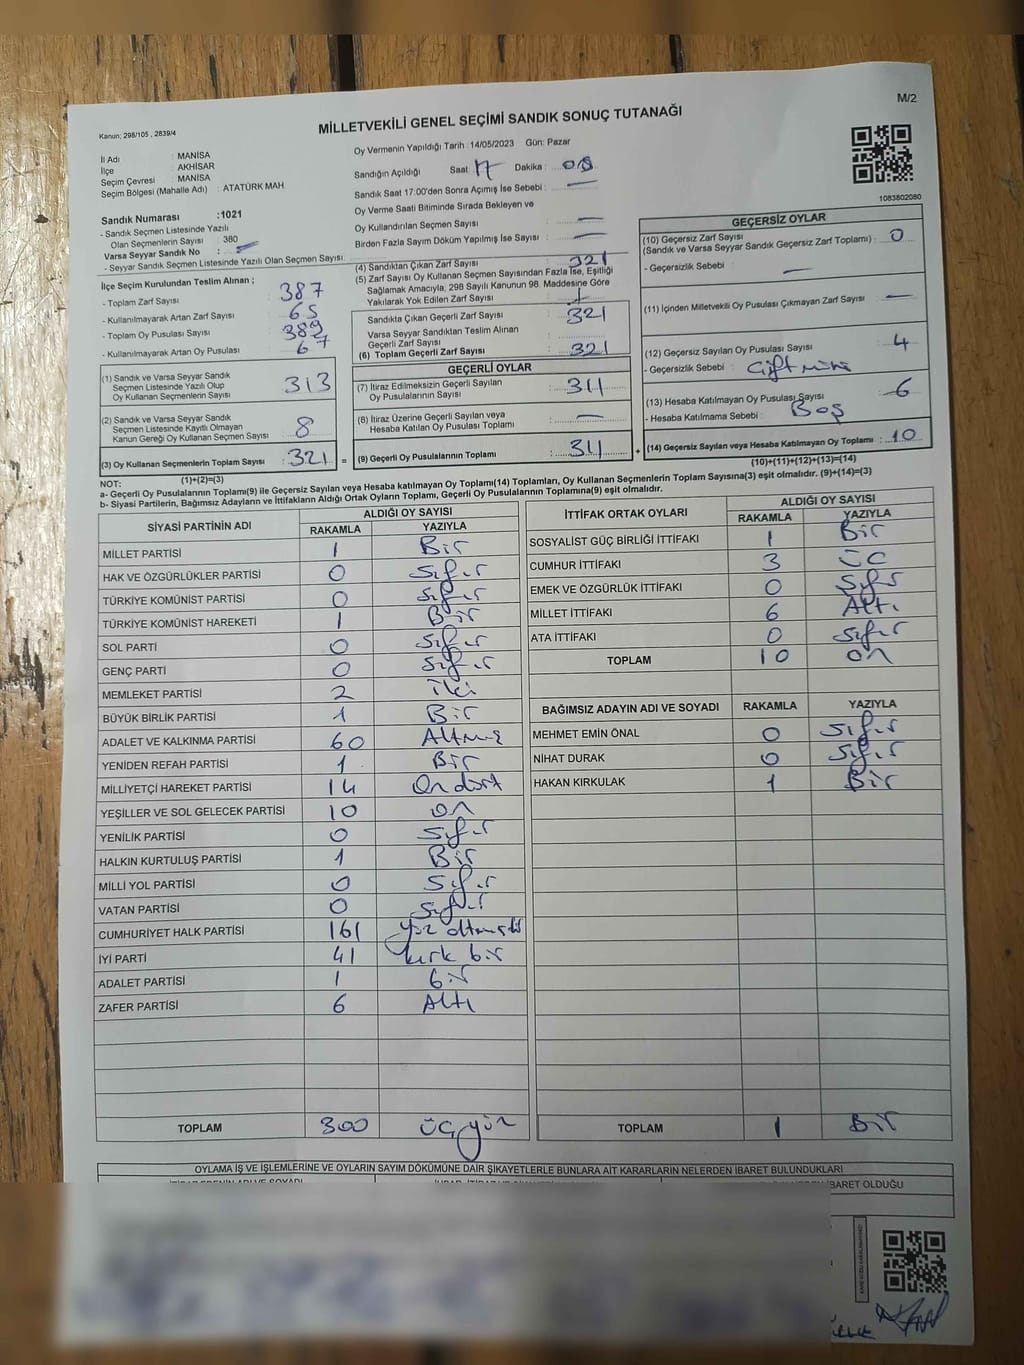 M/2
Kanun; 298/105 , 2839/4
MİLLETVEKİLİ GENEL SEÇİMİ SANDIK SONUÇ TUTANAĞI
İl Adı : MANİSA
İlçe : AKHİSAR
Seçim Çevresi : MANİSA
Seçim Bölgesi (Mahalle Adı) : ATATÜRK MAH
Sandık Numarası :1021
- Sandık Seçmen Listesinde Yazılı
Olan Seçmenlerin Sayısı : 380
Varsa Seyyar Sandık No : —
- Seyyar Sandık Seçmen Listesinde Yazılı Olan Seçmen Sayısı.
Oy Vermenin Yapıldığı Tarih :14/05/2023 Gün: Pazar
Sandığın Açıldığı Saat : 17 Dakika :
Sandık Saat 17:00'den Sonra Açımış İse Sebebi : —
Oy Verme Saati Bitiminde Sırada Bekleyen ve
Oy Kullandırılan Seçmen Sayısı : —
Birden Fazla Sayım Döküm Yapılmış İse Sayısı : —
1083802080
İlçe Seçim Kurulundan Teslim Alınan ;
- Toplam Zarf Sayısı : 387
- Kullanılmayarak Artan Zarf Sayısı : 65
- Toplam Oy Pusulası Sayısı : 389
- Kullanılmayarak Artan Oy Pusulası : 67
(1) Sandık ve Varsa Seyyar Sandık
Seçmen Listesinde Yazılı Olup
Oy Kullanan Seçmenlerin Sayısı : 313
(2) Sandık ve Varsa Seyyar Sandık
Seçmen Listesinde Kayıtlı Olmayan
Kanun Gereği Oy Kullanan Seçmen Sayısı : 8
(3) Oy Kullanan Seçmenlerin Toplam Sayısı : 321 =
(1)+(2)=(3)
(4) Sandıktan Çıkan Zarf Sayısı : 321
(5) Zarf Sayısı Oy Kullanan Seçmen Sayısından Fazla İse, Eşitliği
Sağlamak Amacıyla, 298 Sayılı Kanunun 98. Maddesine Göre
Yakılarak Yok Edilen Zarf Sayısı :
Sandıkta Çıkan Geçerli Zarf Sayısı : 321
Varsa Seyyar Sandıktan Teslim Alınan
Geçerli Zarf Sayısı :
(6) Toplam Geçerli Zarf Sayısı : 321
GEÇERLİ OYLAR
(7) İtiraz Edilmeksizin Geçerli Sayılan
Oy Pusulalarının Sayısı : 311
(8) İtiraz Üzerine Geçerli Sayılan veya
Hesaba Katılan Oy Pusulası Toplamı : —
(9) Geçerli Oy Pusulalarının Toplamı : 311 +
GEÇERSİZ OYLAR
(10) Geçersiz Zarf Sayısı
(Sandık ve Varsa Seyyar Sandık Geçersiz Zarf Toplamı) : 0
- Geçersizlik Sebebi : —
(11) İçinden Milletvekili Oy Pusulası Çıkmayan Zarf Sayısı : —
(12) Geçersiz Sayılan Oy Pusulası Sayısı : 4
- Geçersizlik Sebebi : Çift
(13) Hesaba Katılmayan Oy Pusulası Sayısı : 6
- Hesaba Katılmama Sebebi : Boş
(14) Geçersiz Sayılan veya Hesaba Katılmayan Oy Toplamı : 10
(10)+(11)+(12)+(13)=(14)
NOT:
a- Geçerli Oy Pusulalarının Toplam(9) ile Geçersiz Sayılan veya Hesaba katılmayan Oy Toplam(14) Toplamları, Oy Kullanan Seçmenlerin Toplam Sayısına(3) eşit olmalıdır. (9)+(14)=(3)
b- Siyasi Partilerin, Bağımsız Adayların ve İttifakların Aldığı Ortak Oyların Toplamı, Geçerli Oy Pusulalarının Toplamına(9) eşit olmalıdır.
SİYASİ PARTİNİN ADI ALDIĞI OY SAYISI
RAKAMLA YAZIYLA
MİLLET PARTİSİ 1 Bir
HAK VE ÖZGÜRLÜKLER PARTİSİ 0 Sıfır
TÜRKİYE KOMÜNİST PARTİSİ 0 Sıfır
TÜRKİYE KOMÜNİST HAREKETİ 1 Bir
SOL PARTİ 0 Sıfır
GENÇ PARTİ 0 Sıfır
MEMLEKET PARTİSİ 2 İki
BÜYÜK BİRLİK PARTİSİ 1 Bir
ADALET VE KALKINMA PARTİSİ 60 Altmış
YENİDEN REFAH PARTİSİ 1 Bir
MİLLİYETÇİ HAREKET PARTİSİ 14 On dört
YEŞİLLER VE SOL GELECEK PARTİSİ 10 on
YENİLİK PARTİSİ 0 Sıfır
HALKIN KURTULUŞ PARTİSİ 1 Bir
MİLLİ YOL PARTİSİ 0 Sıfır
VATAN PARTİSİ 0 Sıfır
CUMHURİYET HALK PARTİSİ 161 yüz altmışbir
İYİ PARTİ 41 kırk bir
ADALET PARTİSİ 1 bir
ZAFER PARTİSİ 6 Altı
TOPLAM 300 üçyüz
İTTİFAK ORTAK OYLARI ALDIĞI OY SAYISI
RAKAMLA YAZIYLA
SOSYALİST GÜÇ BİRLİĞİ İTTİFAKI 1 Bir
CUMHUR İTTİFAKI 3 üç
EMEK VE ÖZGÜRLÜK İTTİFAKI 0 Sıfır
MİLLET İTTİFAKI 6 Altı
ATA İTTİFAKI 0 sıfır
TOPLAM 10 on
BAĞIMSIZ ADAYIN ADI VE SOYADI RAKAMLA YAZIYLA
MEHMET EMİN ÖNAL 0 Sıfır
NİHAT DURAK 0 Sıfır
HAKAN KIRKULAK 1 Bir
TOPLAM 1 Bir
OYLAMA İŞ VE İŞLEMLERİNE VE OYLARIN SAYIM DÖKÜMÜNE DAİR ŞİKAYETLERLE BUNLARA AİT KARARLARIN NELERDEN İBARET BULUNDUKLARI
İBARET OLDUĞU